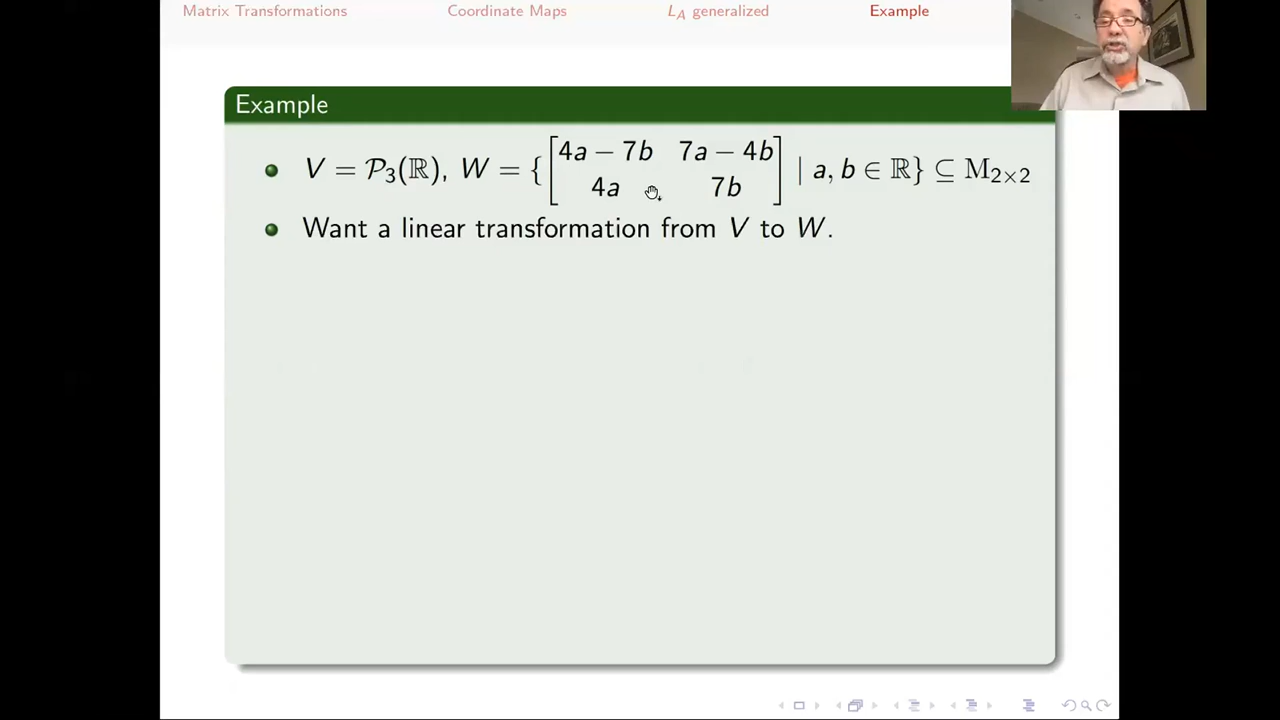 Matrix Transformations Coordinate Maps L_A generalized Example
Example
V = 𝒫₃(ℝ), W = { [ 4a − 7b 7a − 4b ; 4a 7b ] | a, b ∈ ℝ} ⊆ M₂ₓ₂
Want a linear transformation from V to W.